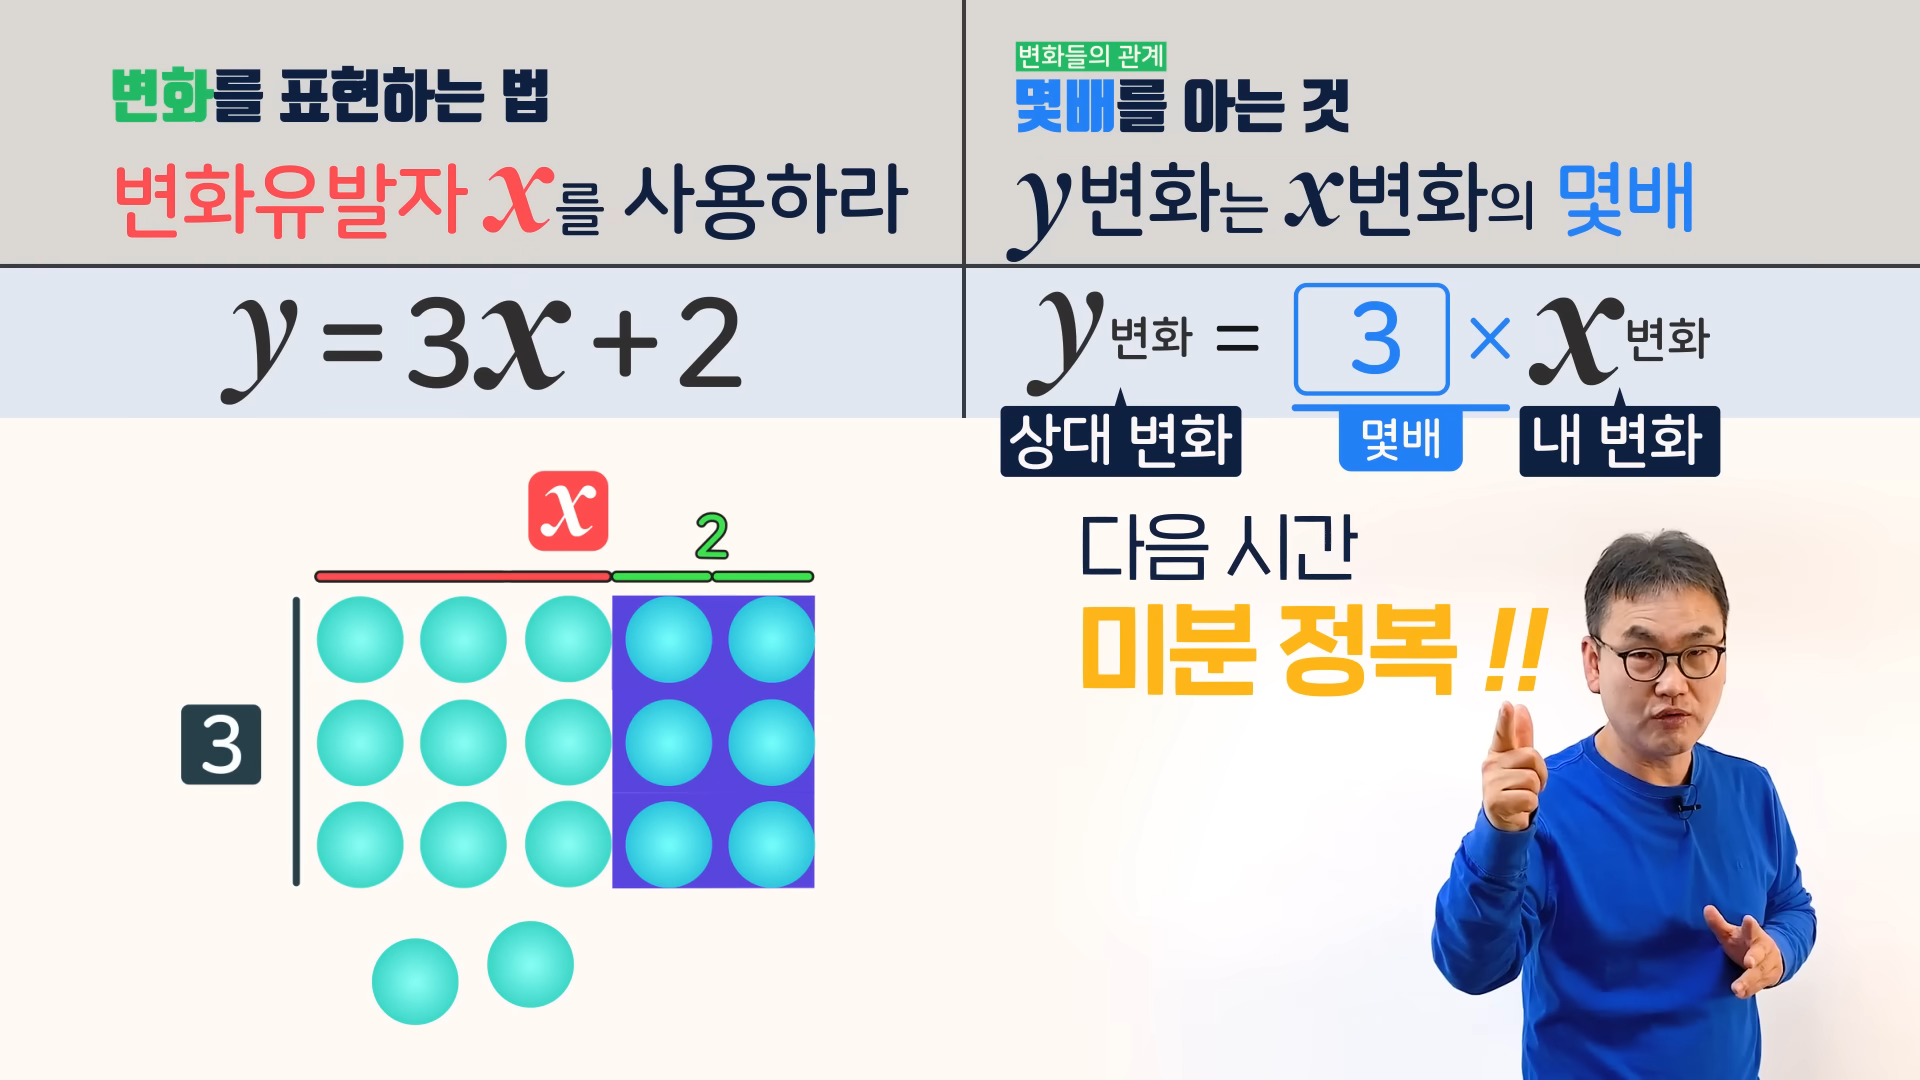 변화를 표현하는 법
변화유발자 x를 사용하라
변화들의 관계
몇배를 아는 것
y변화는 x변화의 몇배
y=3x+2
y변화 = 3 × x변화
상대 변화
몇배
내 변화
x
2
3
다음 시간
미분 정복 !!